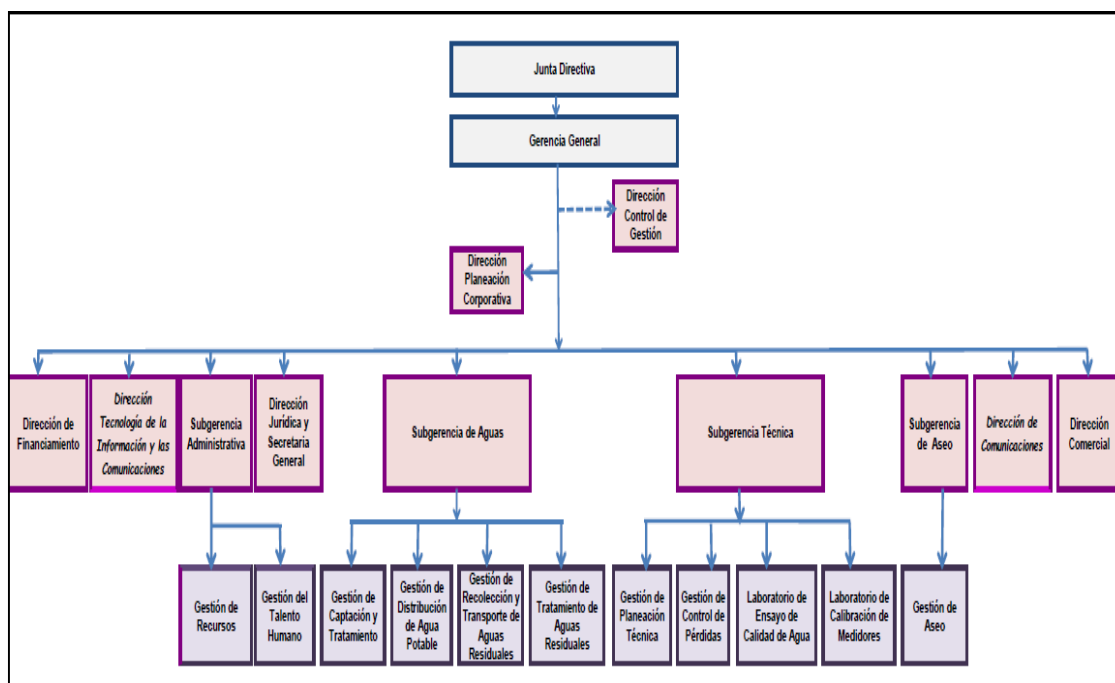 Junta Directiva
Gerencia General
Dirección
Control de
Gestión
Dirección
Planeación
Corporativa
Dirección de
Financiamiento
Dirección
Tecnología de la
Información y las
Comunicaciones
Subgerencia
Administrativa
Dirección
Jurídica y
Secretaria
General
Subgerencia de Aguas
Subgerencia Técnica
Subgerencia
de Aseo
Dirección de
Comunicaciones
Dirección
Comercial
Gestión de
Recursos
Gestión del
Talento
Humano
Gestión de
Captación y
Tratamiento
Gestión de
Distribución
de Agua
Potable
Gestión de
Recolección y
Transporte de
Aguas
Residuales
Gestión de
Tratamiento de
Aguas
Residuales
Gestión de
Planeación
Técnica
Gestión de
Control de
Pérdidas
Laboratorio de
Ensayo de
Calidad de Agua
Laboratorio de
Calibración de
Medidores
Gestión de
Aseo